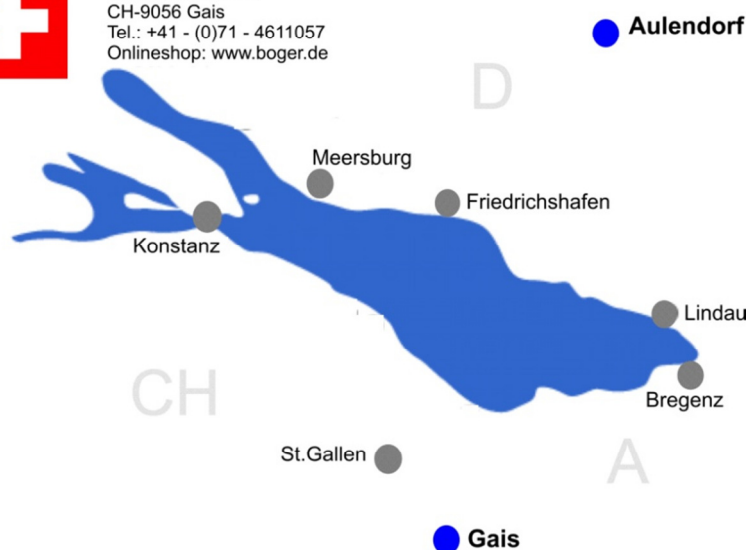 CH-9056 Gais
Tel.: +41 - (0)71 - 4611057
Onlineshop: www.boger.de
Aulendorf
D
Meersburg
Friedrichshafen
Konstanz
Lindau
CH
Bregenz
St.Gallen
A
Gais